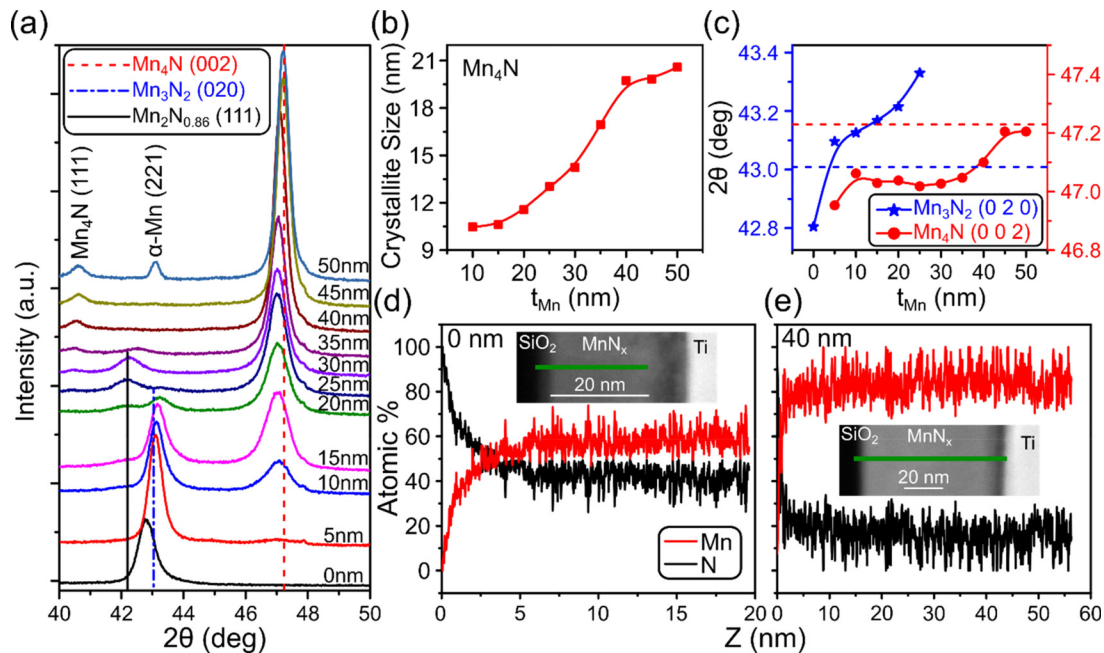 (a)
Mn₄N (002)
Mn₃N₂ (020)
Mn₂N₀.₈₆ (111)
Mn₄N (111)
α-Mn (221)
50nm
45nm
40nm
35nm
30nm
25nm
20nm
15nm
10nm
5nm
0nm
Intensity (a.u.)
40 42 44 46 48 50
2θ (deg)
(b)
Mn₄N
Crystallite Size (nm)
21
18
15
12
9
10 20 30 40 50
t_Mn (nm)
(c)
2θ (deg)
43.4
43.2
43.0
42.8
47.4
47.2
47.0
46.8
Mn₃N₂ (0 2 0)
Mn₄N (0 0 2)
0 10 20 30 40 50
t_Mn (nm)
(d)
0 nm
SiO₂ MnNₓ Ti
20 nm
Atomic %
100
80
60
40
20
0
Mn
N
0 5 10 15 20
(e)
40 nm
SiO₂ MnNₓ Ti
20 nm
0 10 20 30 40 50 60
Z (nm)